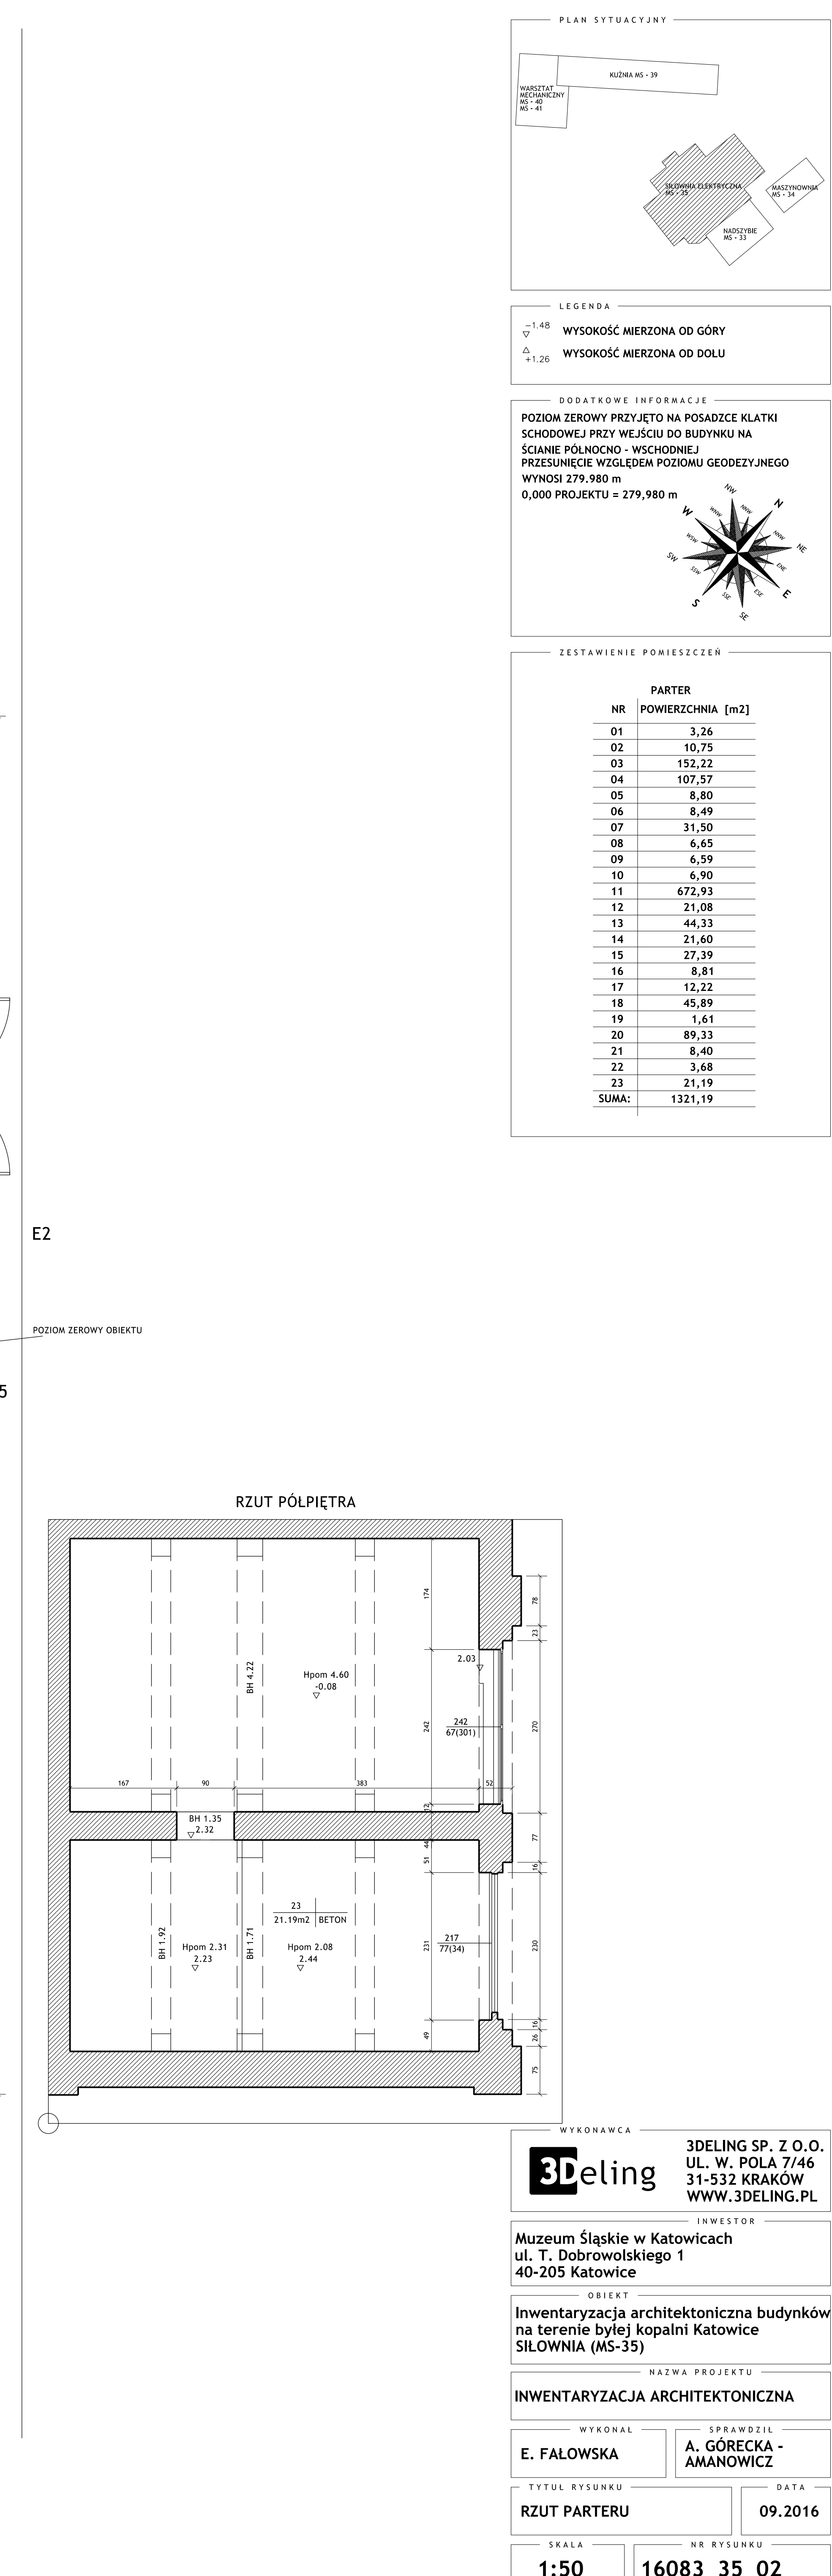 PLAN SYTUACYJNY
KUŹNIA MS - 39
WARSZTAT
MECHANICZNY
MS - 40
MS - 41
SIŁOWNIA ELEKTRYCZNA
MS - 35
MASZYNOWNIA
MS - 34
NADSZYBIE
MS - 33
LEGENDA
-1.48
WYSOKOŚĆ MIERZONA OD GÓRY
+1.26
WYSOKOŚĆ MIERZONA OD DOŁU
DODATKOWE INFORMACJE
POZIOM ZEROWY PRZYJĘTO NA POSADZCE KLATKI
SCHODOWEJ PRZY WEJŚCIU DO BUDYNKU NA
ŚCIANIE PÓŁNOCNO - WSCHODNIEJ
PRZESUNIĘCIE WZGLĘDEM POZIOMU GEODEZYJNEGO
WYNOSI 279.980 m
0,000 PROJEKTU = 279,980 m
NW
N
W
WNW
NNW
WSW
NNW
NE
SW
SSW
ENE
S
SSE
ESE
E
SE
ZESTAWIENIE POMIESZCZEŃ
PARTER
NR POWIERZCHNIA [m2]
01 3,26
02 10,75
03 152,22
04 107,57
05 8,80
06 8,49
07 31,50
08 6,65
09 6,59
10 6,90
11 672,93
12 21,08
13 44,33
14 21,60
15 27,39
16 8,81
17 12,22
18 45,89
19 1,61
20 89,33
21 8,40
22 3,68
23 21,19
SUMA: 1321,19
E2
POZIOM ZEROWY OBIEKTU
5
RZUT PÓŁPIĘTRA
174
78
23
2.03
BH 4.22
Hpom 4.60
-0.08
242
242
67(301)
270
167
90
383
52
12
BH 1.35
2.32
77
44
51
16
23
21.19m2 BETON
BH 1.92
Hpom 2.31
2.23
BH 1.71
Hpom 2.08
2.44
231
217
77(34)
230
16
49
26
75
WYKONAWCA
3Deling
3DELING SP. Z O.O.
UL. W. POLA 7/46
31-532 KRAKÓW
WWW.3DELING.PL
INWESTOR
Muzeum Śląskie w Katowicach
ul. T. Dobrowolskiego 1
40-205 Katowice
OBIEKT
Inwentaryzacja architektoniczna budynków
na terenie byłej kopalni Katowice
SIŁOWNIA (MS-35)
NAZWA PROJEKTU
INWENTARYZACJA ARCHITEKTONICZNA
WYKONAŁ
E. FAŁOWSKA
SPRAWDZIŁ
A. GÓRECKA -
AMANOWICZ
TYTUŁ RYSUNKU
RZUT PARTERU
DATA
09.2016
SKALA
1:50
NR RYSUNKU
16083_35_02